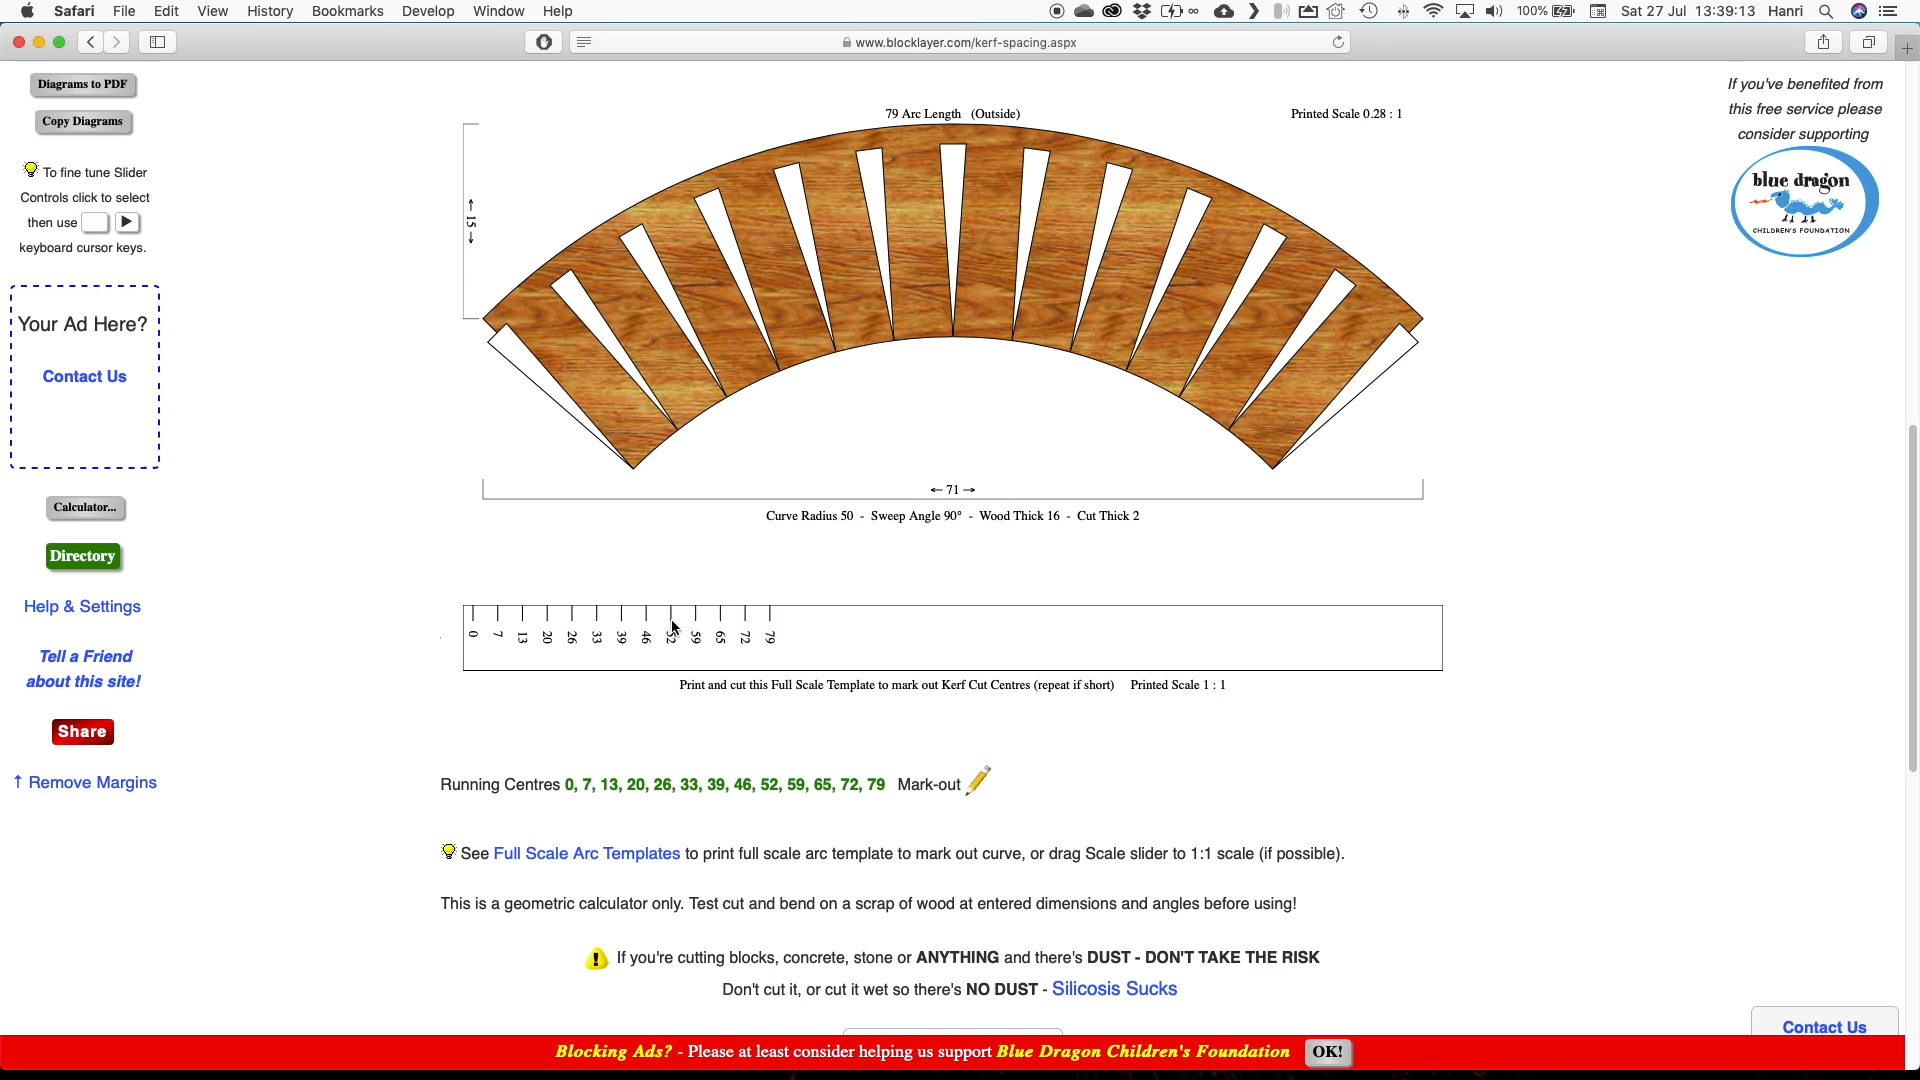 Safari File Edit View History Bookmarks Develop Window Help 100% Sat 27 Jul 13:39:13 Hanri
www.blocklayer.com/kerf-spacing.aspx
Diagrams to PDF
Copy Diagrams
To fine tune Slider
Controls click to select
then use
keyboard cursor keys.
Your Ad Here?
Contact Us
Calculator...
Directory
Help & Settings
Tell a Friend
about this site!
Share
↑ Remove Margins
79 Arc Length (Outside)
Printed Scale 0.28 : 1
← 15 →
← 71 →
Curve Radius 50 - Sweep Angle 90° - Wood Thick 16 - Cut Thick 2
0 7 13 20 26 33 39 46 52 59 65 72 79
Print and cut this Full Scale Template to mark out Kerf Cut Centres (repeat if short) Printed Scale 1 : 1
Running Centres 0, 7, 13, 20, 26, 33, 39, 46, 52, 59, 65, 72, 79 Mark-out
See Full Scale Arc Templates to print full scale arc template to mark out curve, or drag Scale slider to 1:1 scale (if possible).
This is a geometric calculator only. Test cut and bend on a scrap of wood at entered dimensions and angles before using!
If you're cutting blocks, concrete, stone or ANYTHING and there's DUST - DON'T TAKE THE RISK
Don't cut it, or cut it wet so there's NO DUST - Silicosis Sucks
If you've benefited from
this free service please
consider supporting
blue dragon
CHILDREN'S FOUNDATION
Contact Us
Blocking Ads? - Please at least consider helping us support Blue Dragon Children's Foundation OK!